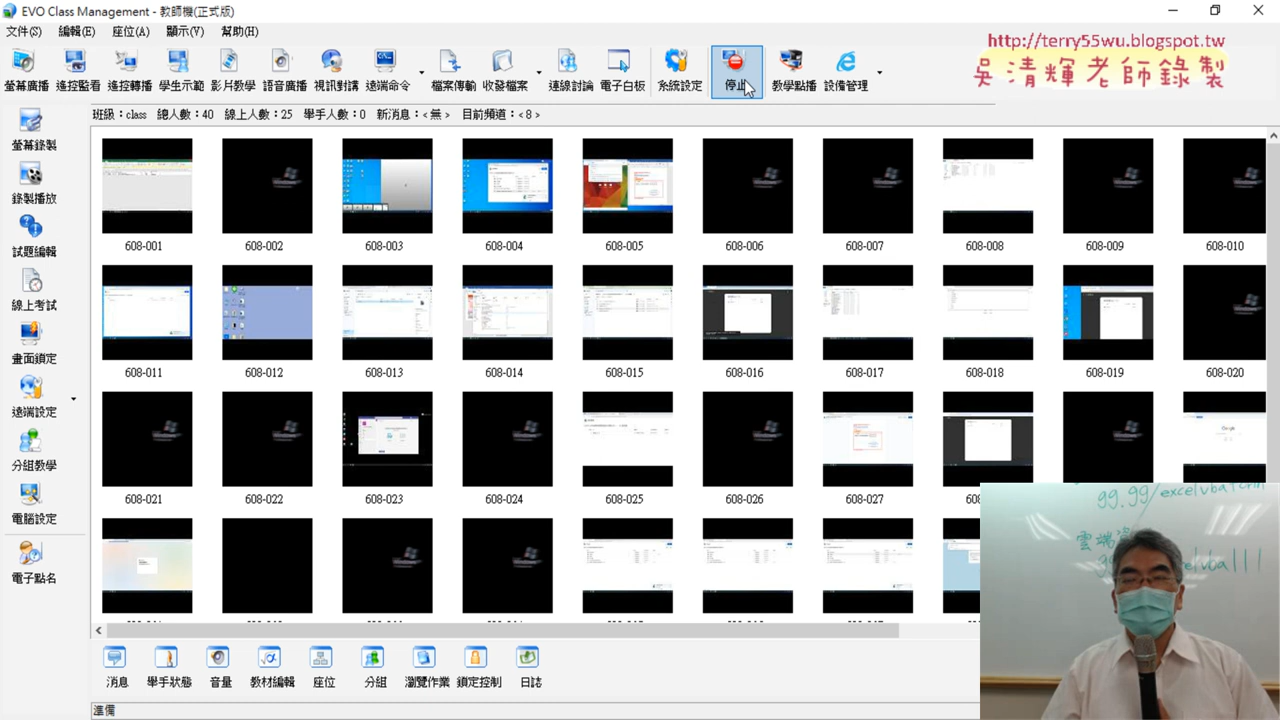 EVO Class Management - 教師機(正式版)
文件(S) 編輯(E) 座位(A) 顯示(V) 幫助(H)
http://terry55wu.blogspot.tw
吳清輝老師錄製
螢幕廣播 遙控監看 遙控轉播 學生示範 影片教學 語音廣播 視訊對講 遠端命令 檔案傳輸 收發檔案 連線討論 電子白板 系統設定 停止 教學點播 設備管理
班級：class 總人數：40 線上人數：25 舉手人數：0 新消息：<無> 目前頻道：<8>
螢幕錄製
錄製播放
試題編輯
線上考試
畫面鎖定
遠端設定
分組教學
電腦設定
電子點名
608-001 608-002 608-003 608-004 608-005 608-006 608-007 608-008 608-009 608-010
608-011 608-012 608-013 608-014 608-015 608-016 608-017 608-018 608-019 608-020
608-021 608-022 608-023 608-024 608-025 608-026 608-027
gg.gg/excelvba
雲端
消息 舉手狀態 音量 教材編輯 座位 分組 瀏覽作業 鎖定控制 日誌
準備